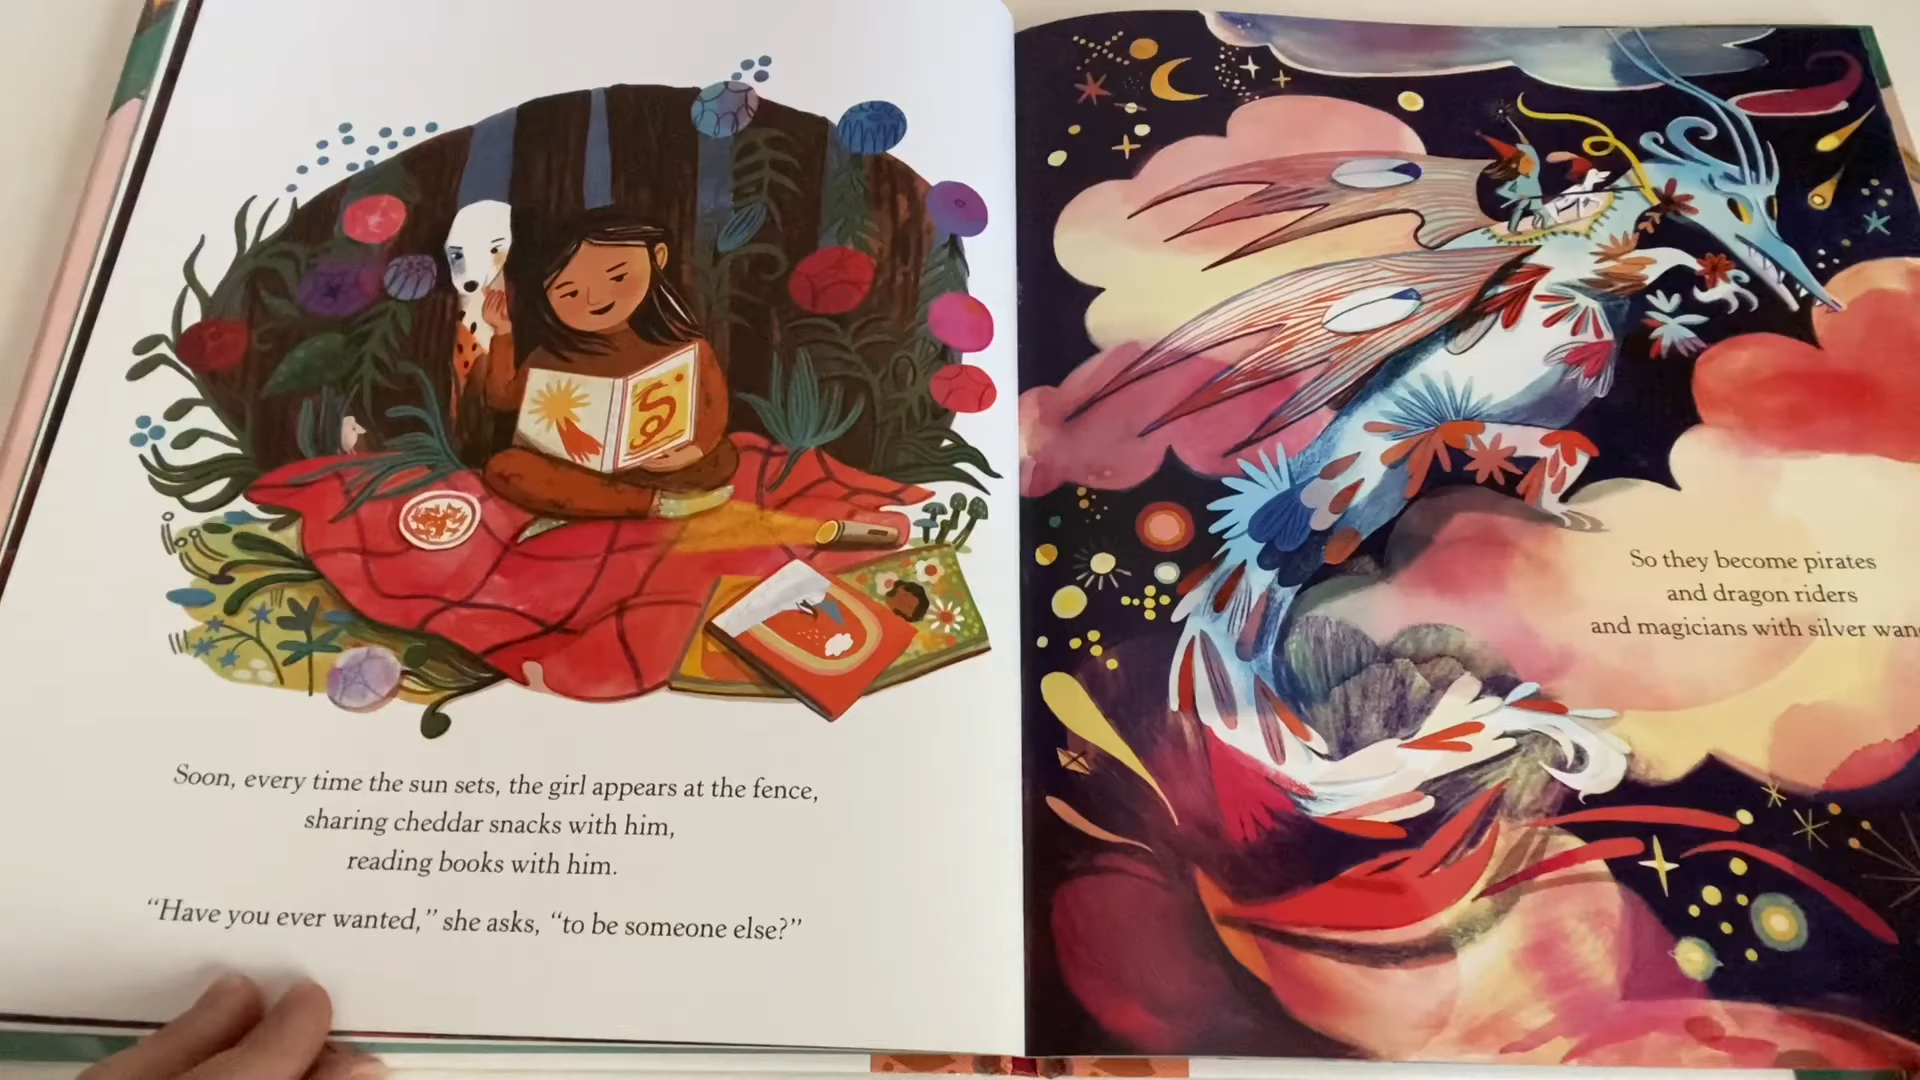 Soon, every time the sun sets, the girl appears at the fence,
sharing cheddar snacks with him,
reading books with him.
“Have you ever wanted,” she asks, “to be someone else?”
So they become pirates
and dragon riders
and magicians with silver